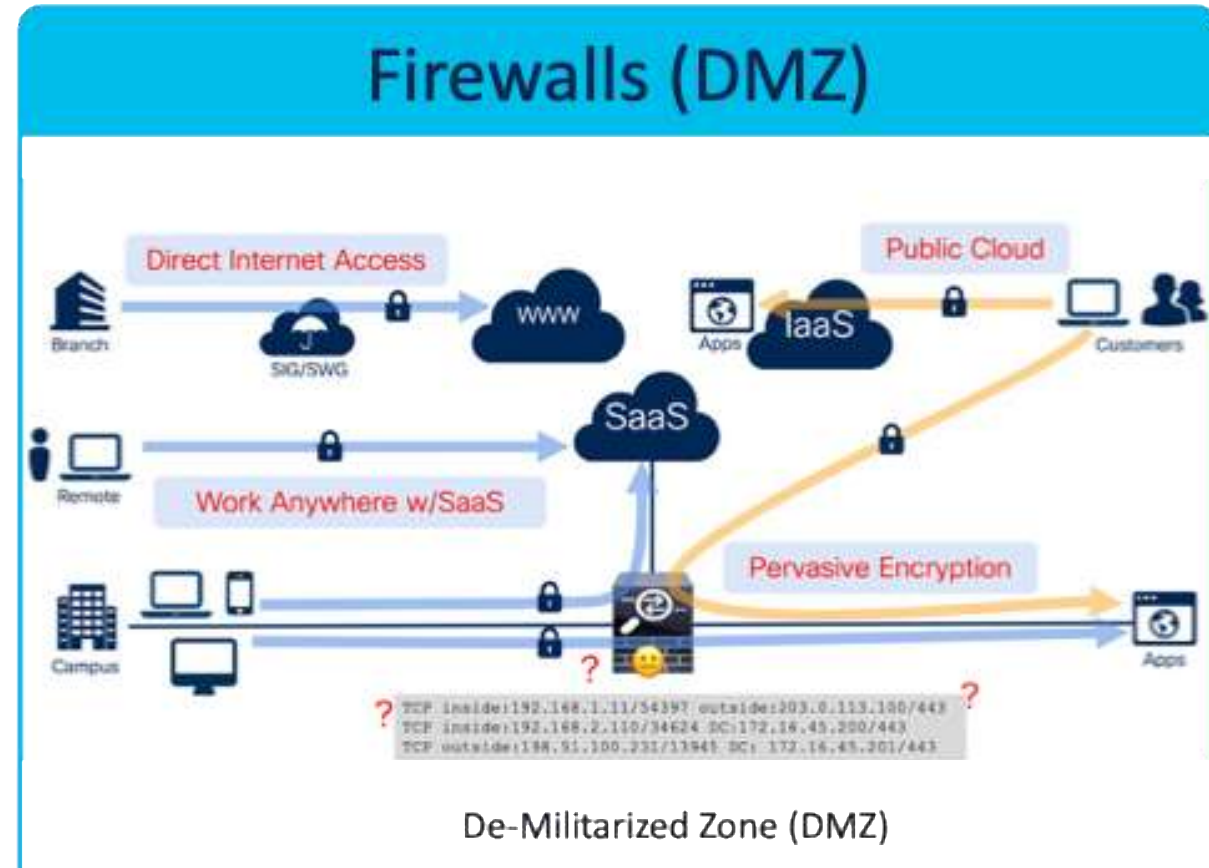 Firewalls (DMZ)
Direct Internet Access
Public Cloud
Branch
SIG/SWG
www
Apps
IaaS
Customers
SaaS
Remote
Work Anywhere w/SaaS
Pervasive Encryption
Campus
Apps
?
?
?
TCP inside:192.168.1.11/54397 outside:203.0.113.100/443
TCP inside:192.168.2.110/34624 DC:172.16.45.200/443
TCP outside:198.51.100.231/13945 DC: 172.16.45.201/443
De-Militarized Zone (DMZ)